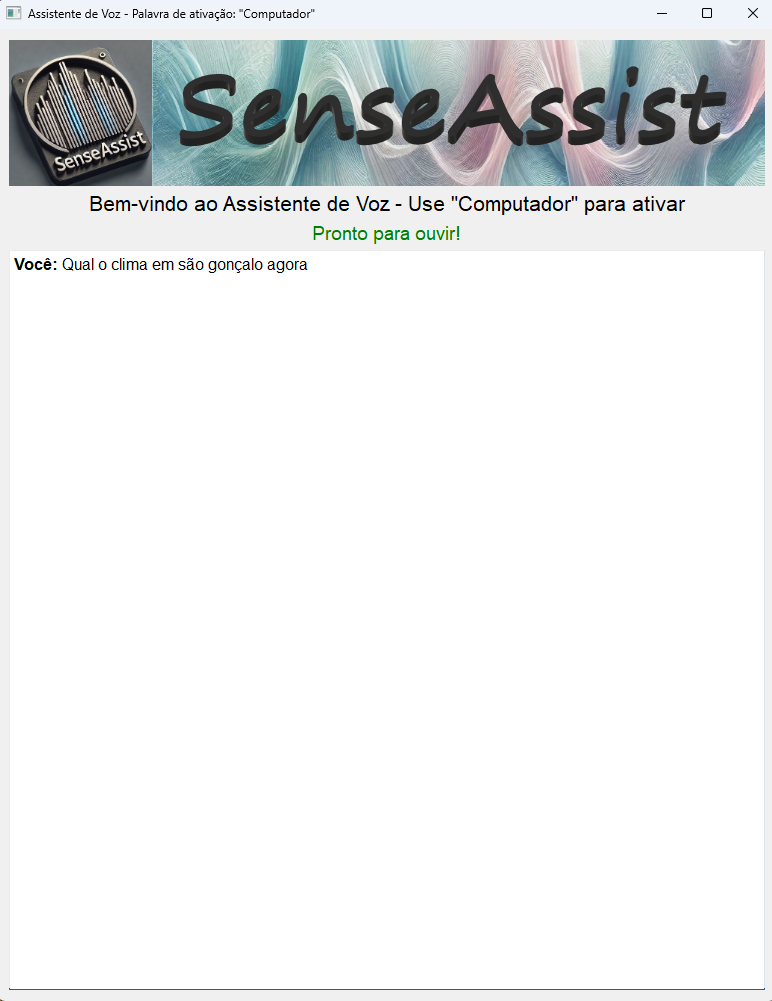 Assistente de Voz - Palavra de ativação: "Computador"
SenseAssist
SenseAssist
Bem-vindo ao Assistente de Voz - Use "Computador" para ativar
Pronto para ouvir!
Você: Qual o clima em são gonçalo agora